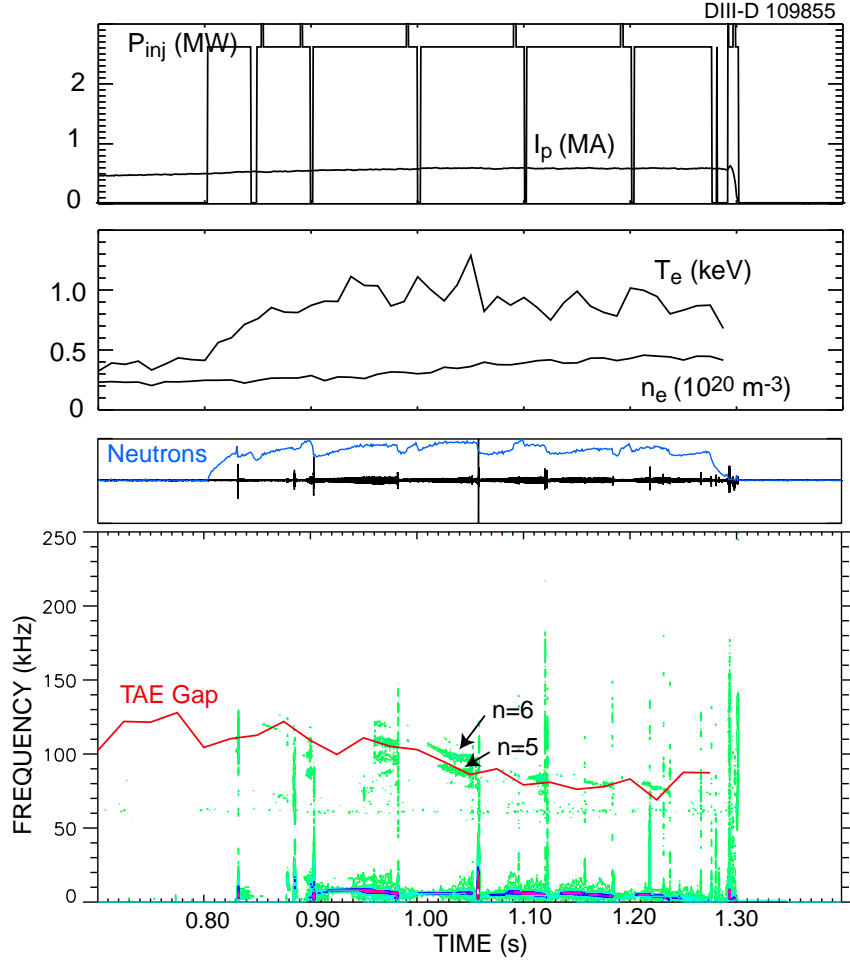 DIII-D 109855
P_inj (MW)
2
1
0
I_p (MA)
T_e (keV)
1.0
0.5
0
n_e (10^20 m^-3)
Neutrons
250
200
150
100
50
0
FREQUENCY (kHz)
TAE Gap
n=6
n=5
0.80 0.90 1.00 1.10 1.20 1.30
TIME (s)